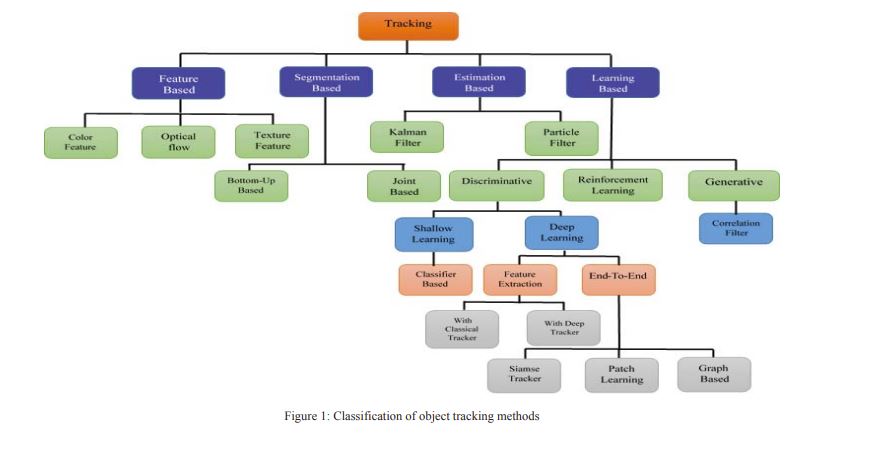 Tracking
Feature
Based
Segmentation
Based
Estimation
Based
Learning
Based
Color
Feature
Optical
flow
Texture
Feature
Kalman
Filter
Particle
Filter
Bottom-Up
Based
Joint
Based
Discriminative
Reinforcement
Learning
Generative
Shallow
Learning
Deep
Learning
Correlation
Filter
Classifier
Based
Feature
Extraction
End-To-End
With
Classical
Tracker
With Deep
Tracker
Siamse
Tracker
Patch
Learning
Graph
Based
Figure 1: Classification of object tracking methods